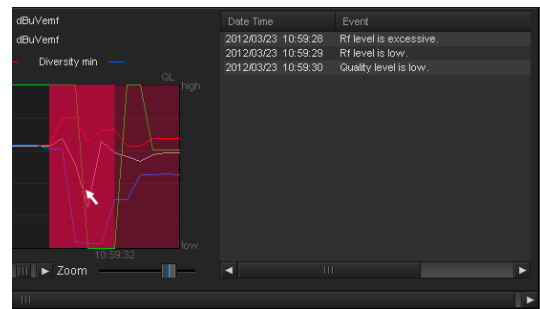 dBuVemf
dBuVemf
Diversity min
QL
high
low
10:59:32
Zoom
Date Time Event
2012/03/23 10:59:28 Rf level is excessive.
2012/03/23 10:59:29 Rf level is low.
2012/03/23 10:59:30 Quality level is low.